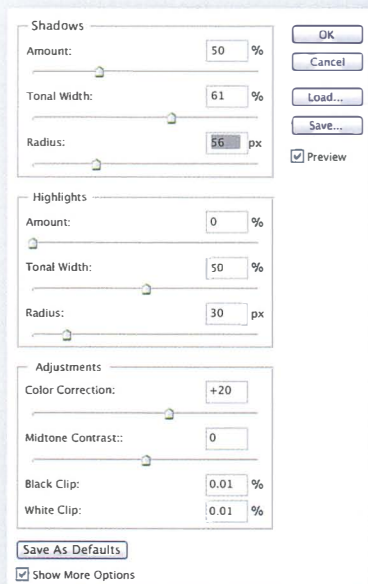 Shadows
Amount: 50 %
Tonal Width: 61 %
Radius: 56 px
Highlights
Amount: 0 %
Tonal Width: 50 %
Radius: 30 px
Adjustments
Color Correction: +20
Midtone Contrast:: 0
Black Clip: 0.01 %
White Clip: 0.01 %
Save As Defaults
Show More Options
OK
Cancel
Load...
Save...
Preview